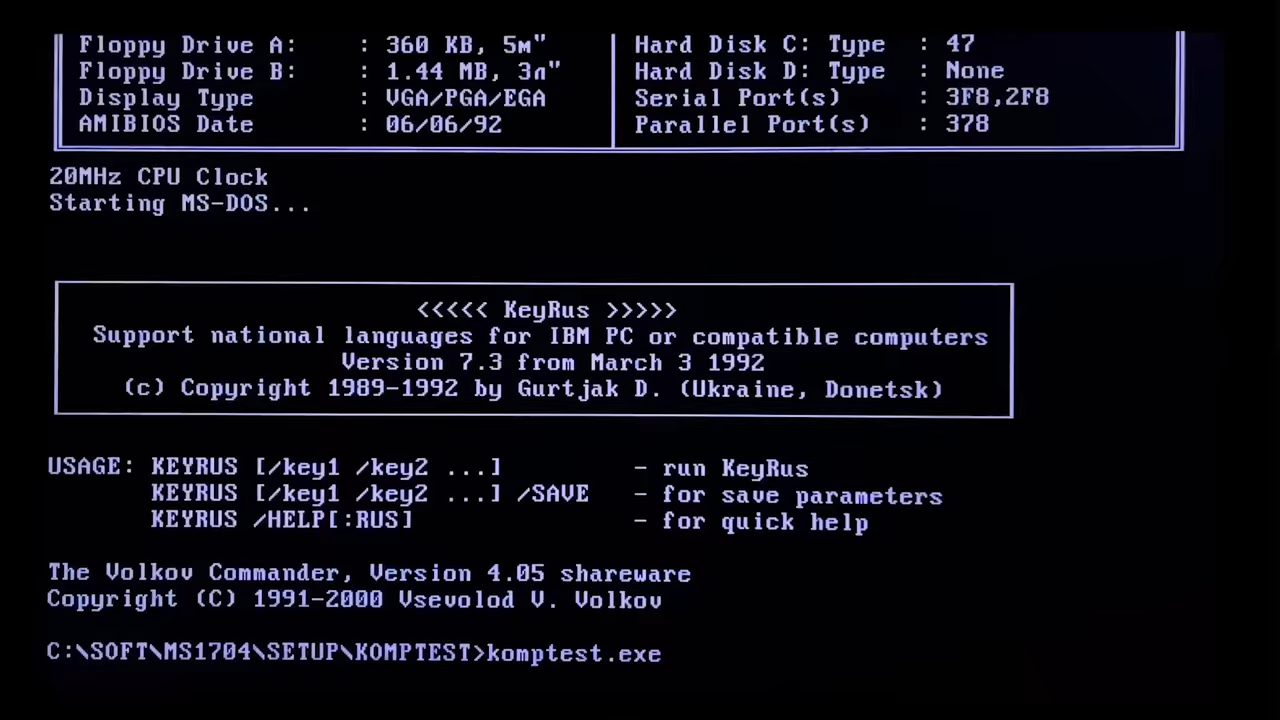 Floppy Drive A: : 360 KB, 5м" Hard Disk C: Type : 47
Floppy Drive B: : 1.44 MB, 3л" Hard Disk D: Type : None
Display Type : VGA/PGA/EGA Serial Port(s) : 3F8,2F8
AMIBIOS Date : 06/06/92 Parallel Port(s) : 378
20MHz CPU Clock
Starting MS-DOS...
<<<<< KeyRus >>>>>
Support national languages for IBM PC or compatible computers
Version 7.3 from March 3 1992
(c) Copyright 1989-1992 by Gurtjak D. (Ukraine, Donetsk)
USAGE: KEYRUS [/key1 /key2 ...] - run KeyRus
KEYRUS [/key1 /key2 ...] /SAVE - for save parameters
KEYRUS /HELP[:RUS] - for quick help
The Volkov Commander, Version 4.05 shareware
Copyright (C) 1991-2000 Vsevolod V. Volkov
C:\SOFT\MS1704\SETUP\KOMPTEST>komptest.exe